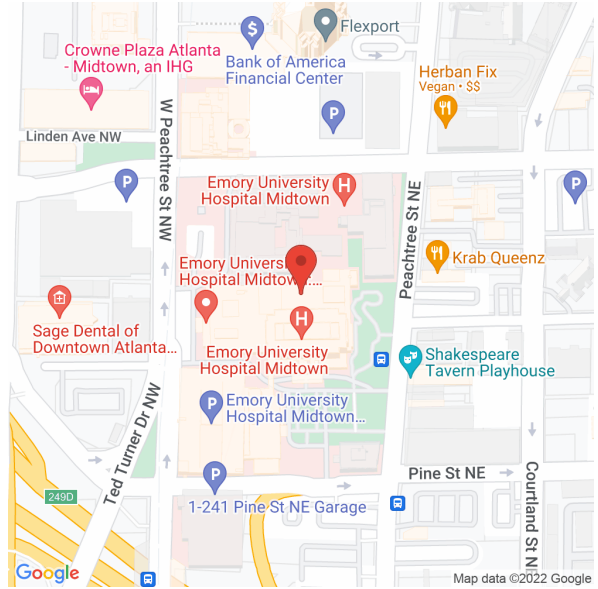 Flexport
$
Bank of America
Financial Center
Crowne Plaza Atlanta
- Midtown, an IHG
Herban Fix
Vegan • $$
P
Linden Ave NW
W Peachtree St NW
P
Emory University
Hospital Midtown
H
P
Peachtree St NE
Krab Queenz
Emory University
Hospital Midtown:...
Sage Dental of
Downtown Atlanta...
H
Emory University
Hospital Midtown
Shakespeare
Tavern Playhouse
P
Emory University
Hospital Midtown...
Ted Turner Dr NW
P
Pine St NE
249D
1-241 Pine St NE Garage
Courtland St NE
Google
Map data ©2022 Google